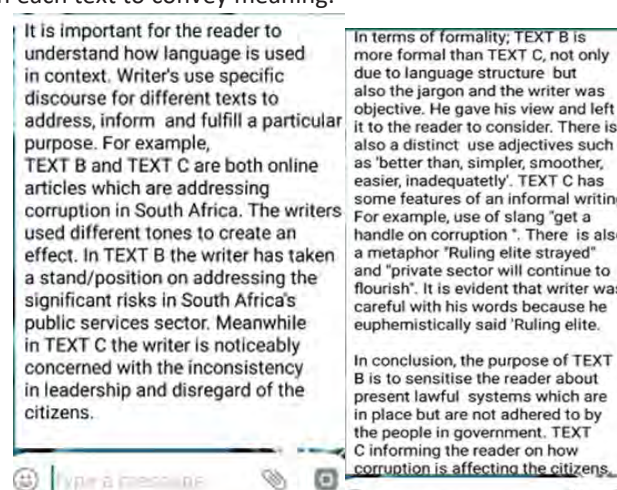 each text to convey meaning.
It is important for the reader to
understand how language is used
in context. Writer's use specific
discourse for different texts to
address, inform and fulfill a particular
purpose. For example,
TEXT B and TEXT C are both online
articles which are addressing
corruption in South Africa. The writers
used different tones to create an
effect. In TEXT B the writer has taken
a stand/position on addressing the
significant risks in South Africa's
public services sector. Meanwhile
in TEXT C the writer is noticeably
concerned with the inconsistency
in leadership and disregard of the
citizens.
Type a message
In terms of formality; TEXT B is
more formal than TEXT C, not only
due to language structure but
also the jargon and the writer was
objective. He gave his view and left
it to the reader to consider. There is
also a distinct use adjectives such
as 'better than, simpler, smoother,
easier, inadequatetly'. TEXT C has
some features of an informal writing
For example, use of slang "get a
handle on corruption ". There is also
a metaphor "Ruling elite strayed"
and "private sector will continue to
flourish". It is evident that writer was
careful with his words because he
euphemistically said 'Ruling elite.
In conclusion, the purpose of TEXT
B is to sensitise the reader about
present lawful systems which are
in place but are not adhered to by
the people in government. TEXT
C informing the reader on how
corruption is affecting the citizens.